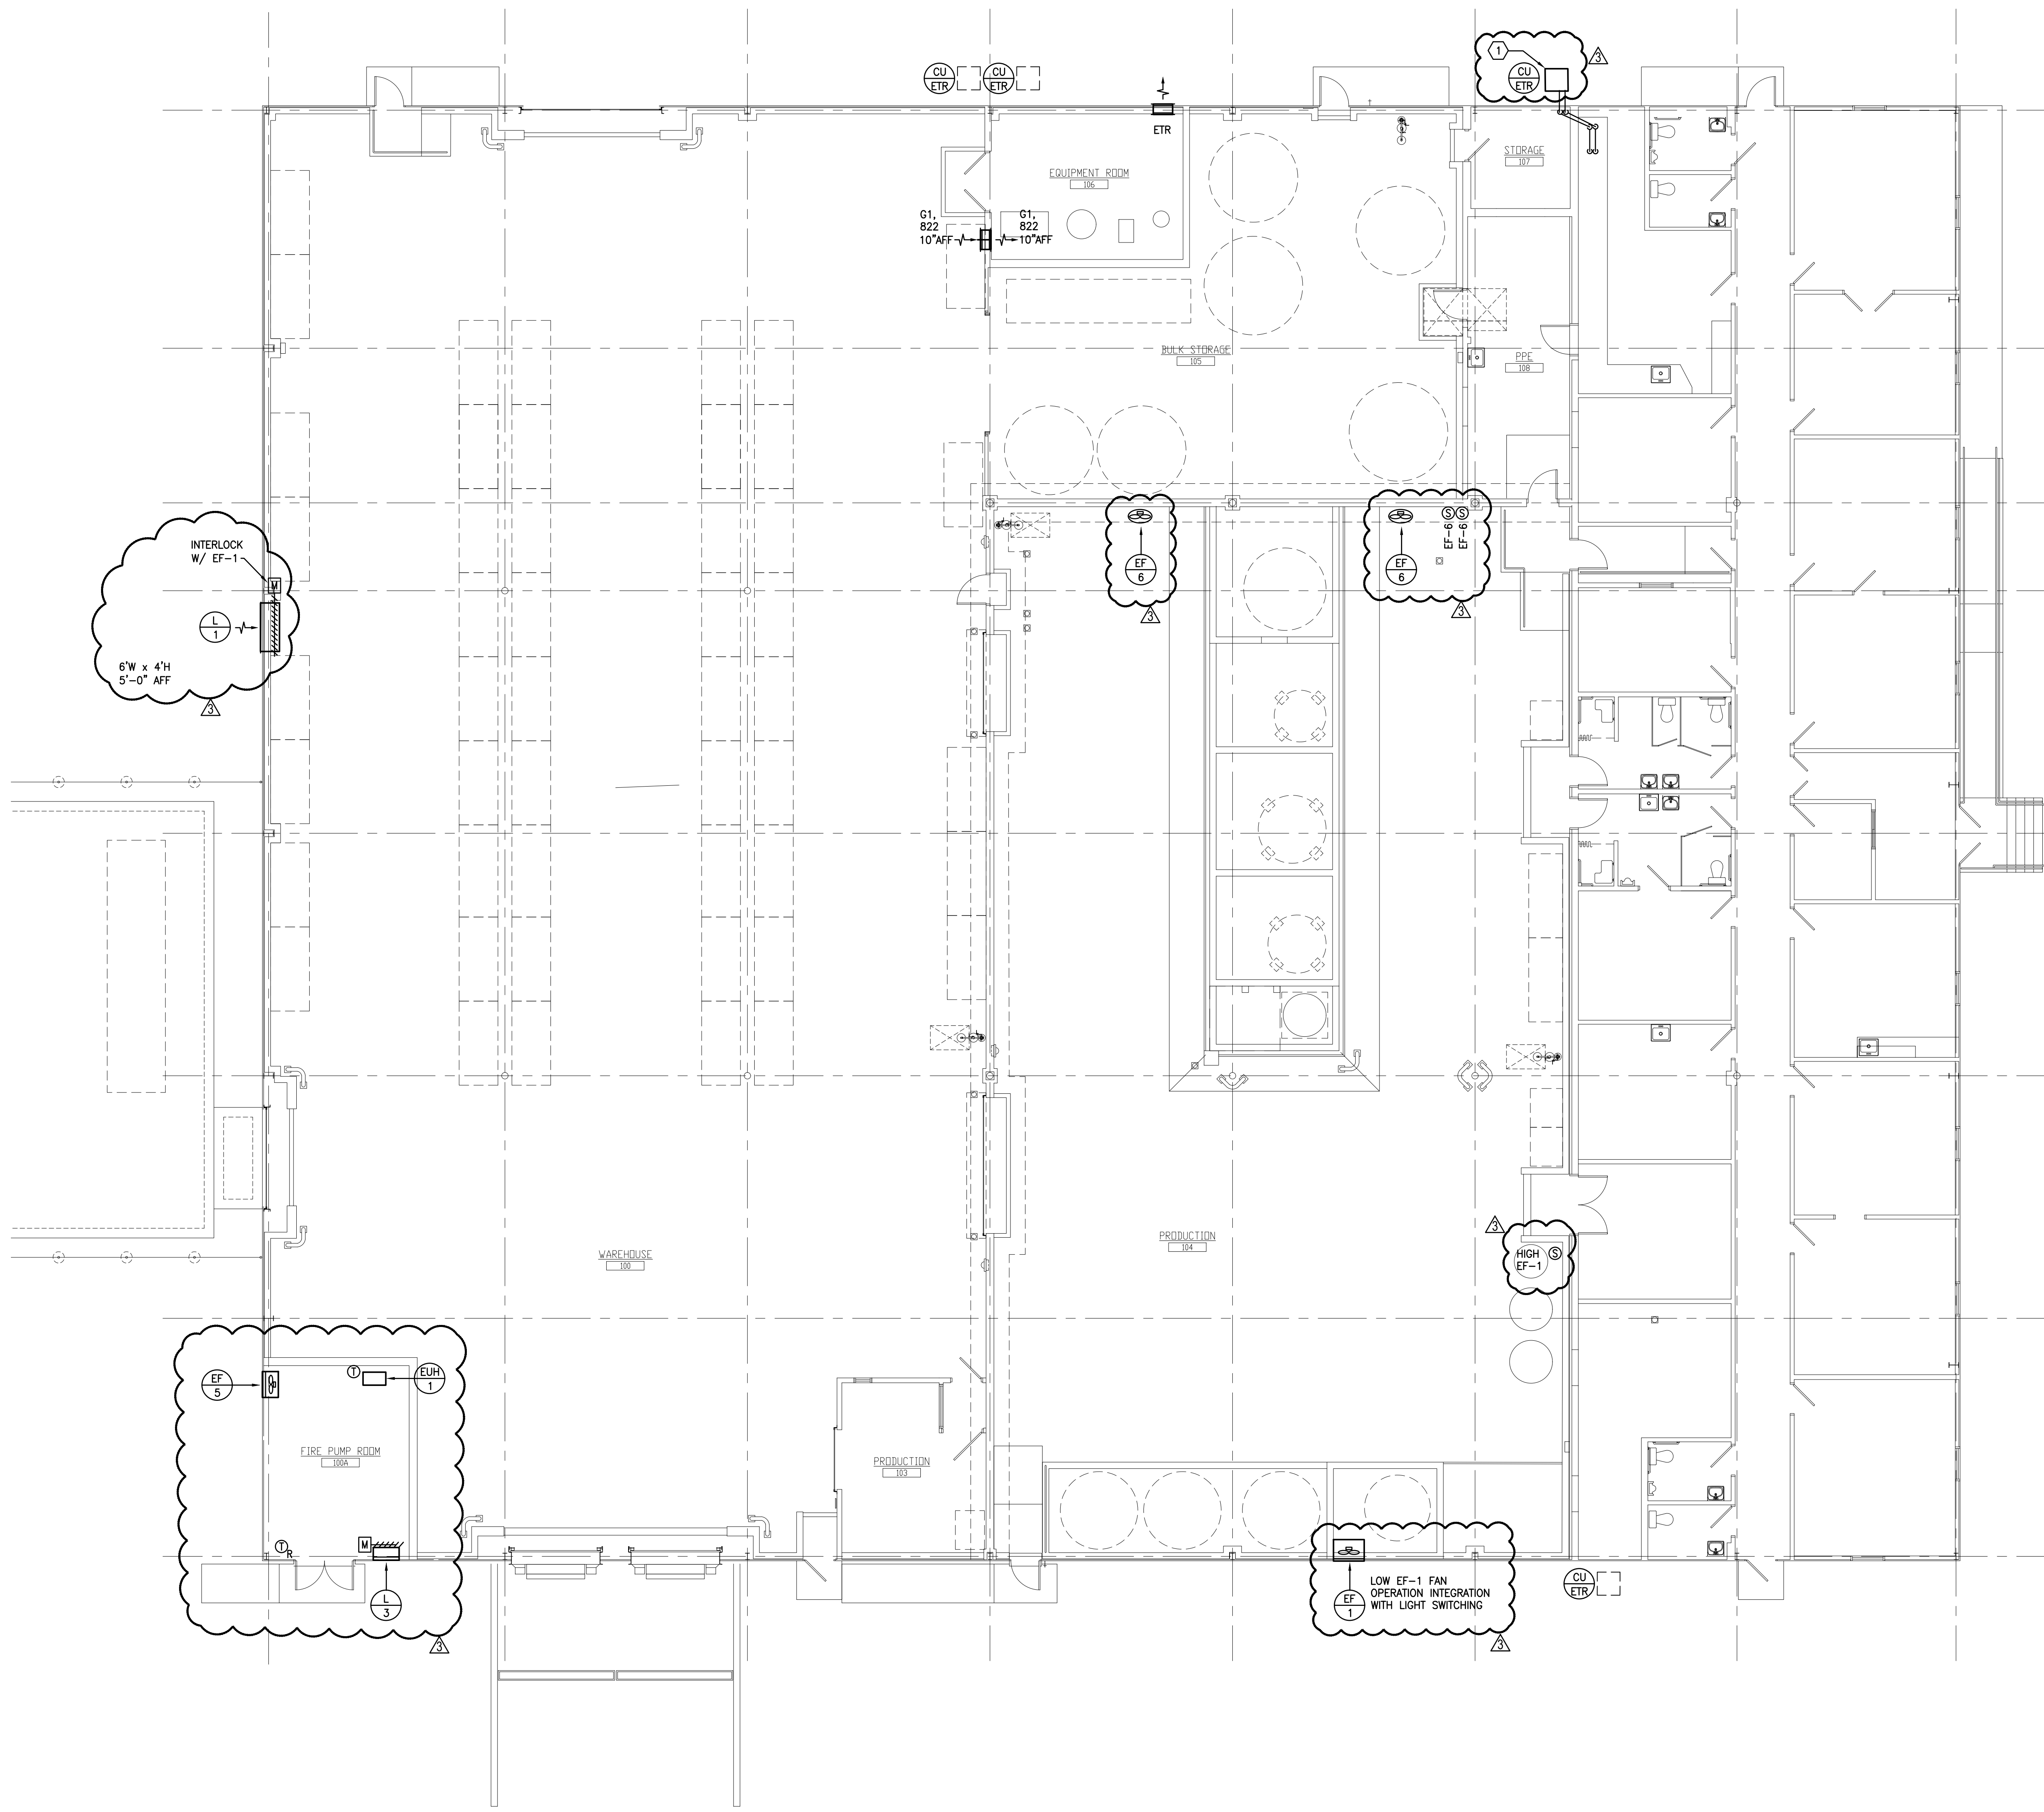 1
3
CU
ETR
CU
ETR
CU
ETR
ETR
STORAGE
107
EQUIPMENT ROOM
106
G1,
822
10"AFF
G1,
822
10"AFF
BULK STORAGE
105
PPE
108
INTERLOCK
W/ EF-1
M
L
1
6'W x 4'H
5'-0" AFF
3
EF
6
3
EF
6
S
S
EF-6
EF-6
3
WAREHOUSE
100
PRODUCTION
104
3
HIGH
EF-1
S
EF
5
T
EUH
1
FIRE PUMP ROOM
100A
T
R
M
L
3
3
PRODUCTION
103
EF
1
LOW EF-1 FAN
OPERATION INTEGRATION
WITH LIGHT SWITCHING
3
CU
ETR